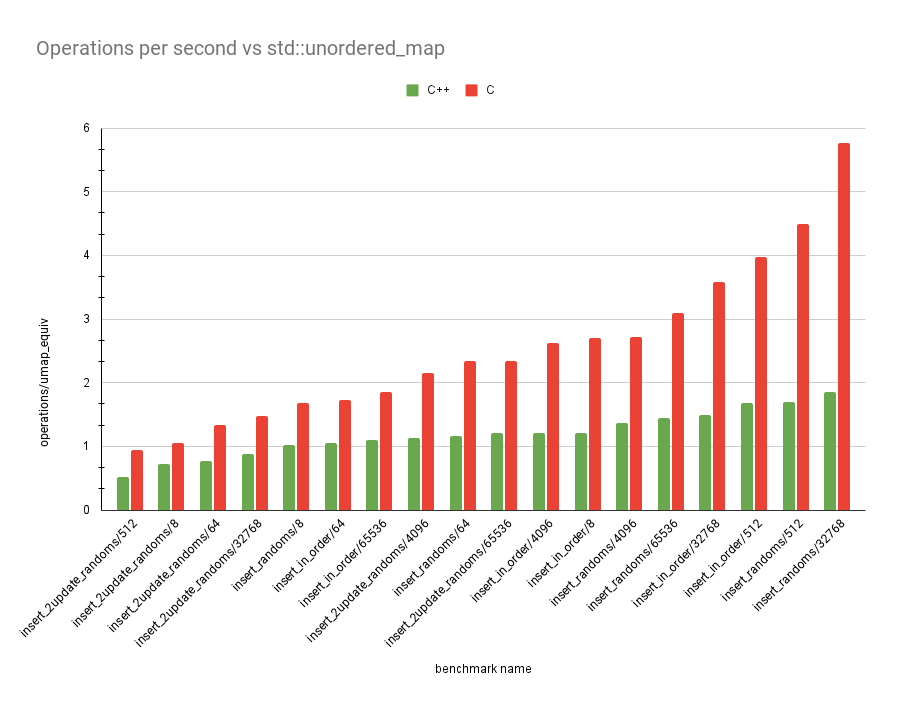 Operations per second vs std::unordered_map
C++
C
6
5
4
3
2
1
0
operations/umap_equiv
insert_2update_randoms/512
insert_2update_randoms/8
insert_2update_randoms/64
insert_2update_randoms/32768
insert_randoms/8
insert_in_order/64
insert_in_order/65536
insert_2update_randoms/4096
insert_randoms/64
insert_2update_randoms/65536
insert_in_order/4096
insert_in_order/8
insert_randoms/4096
insert_randoms/65536
insert_in_order/32768
insert_in_order/512
insert_randoms/512
insert_randoms/32768
benchmark name